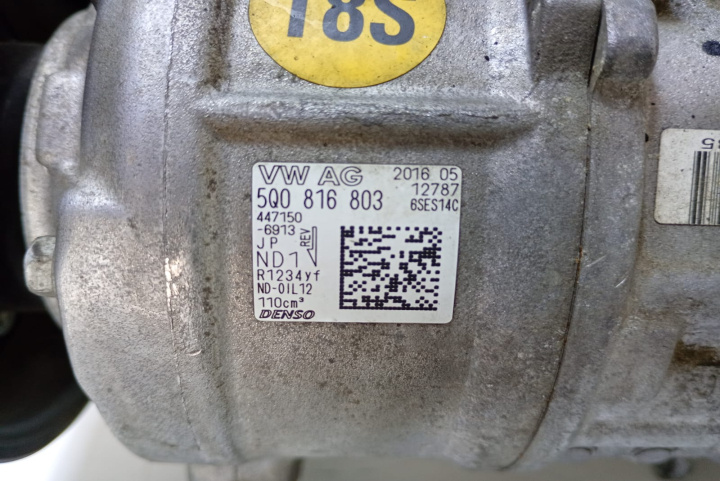 18S
VW AG 2016 05
12787
5Q0 816 803 6SES14C
447150
-6913
JP REV
ND1
R1234yf
ND-OIL12
110cm³
DENSO